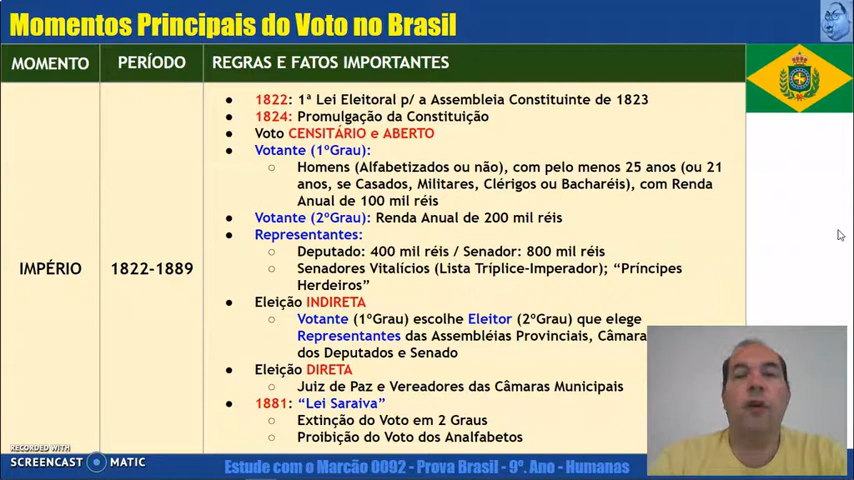 Momentos Principais do Voto no Brasil
MOMENTO
PERÍODO
REGRAS E FATOS IMPORTANTES
IMPÉRIO
1822-1889
● 1822: 1ª Lei Eleitoral p/ a Assembleia Constituinte de 1823
● 1824: Promulgação da Constituição
● Voto CENSITÁRIO e ABERTO
● Votante (1ºGrau):
○ Homens (Alfabetizados ou não), com pelo menos 25 anos (ou 21
anos, se Casados, Militares, Clérigos ou Bacharéis), com Renda
Anual de 100 mil réis
● Votante (2ºGrau): Renda Anual de 200 mil réis
● Representantes:
○ Deputado: 400 mil réis / Senador: 800 mil réis
○ Senadores Vitalícios (Lista Tríplice-Imperador); “Príncipes
Herdeiros”
● Eleição INDIRETA
○ Votante (1ºGrau) escolhe Eleitor (2ºGrau) que elege
Representantes das Assembléias Provinciais, Câmara
dos Deputados e Senado
● Eleição DIRETA
○ Juiz de Paz e Vereadores das Câmaras Municipais
● 1881: “Lei Saraiva”
○ Extinção do Voto em 2 Graus
○ Proibição do Voto dos Analfabetos
RECORDED WITH
SCREENCAST MATIC
Estude com o Marcão 0092 - Prova Brasil - 9º. Ano - Humanas